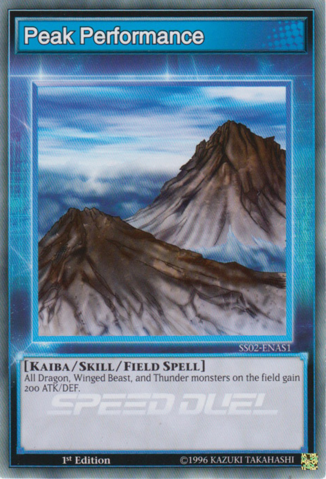 Peak Performance
SS02-ENAS1
[KAIBA/SKILL/FIELD SPELL]
All Dragon, Winged Beast, and Thunder monsters on the field gain
200 ATK/DEF.
SPEED DUEL
1st Edition
©1996 KAZUKI TAKAHASHI